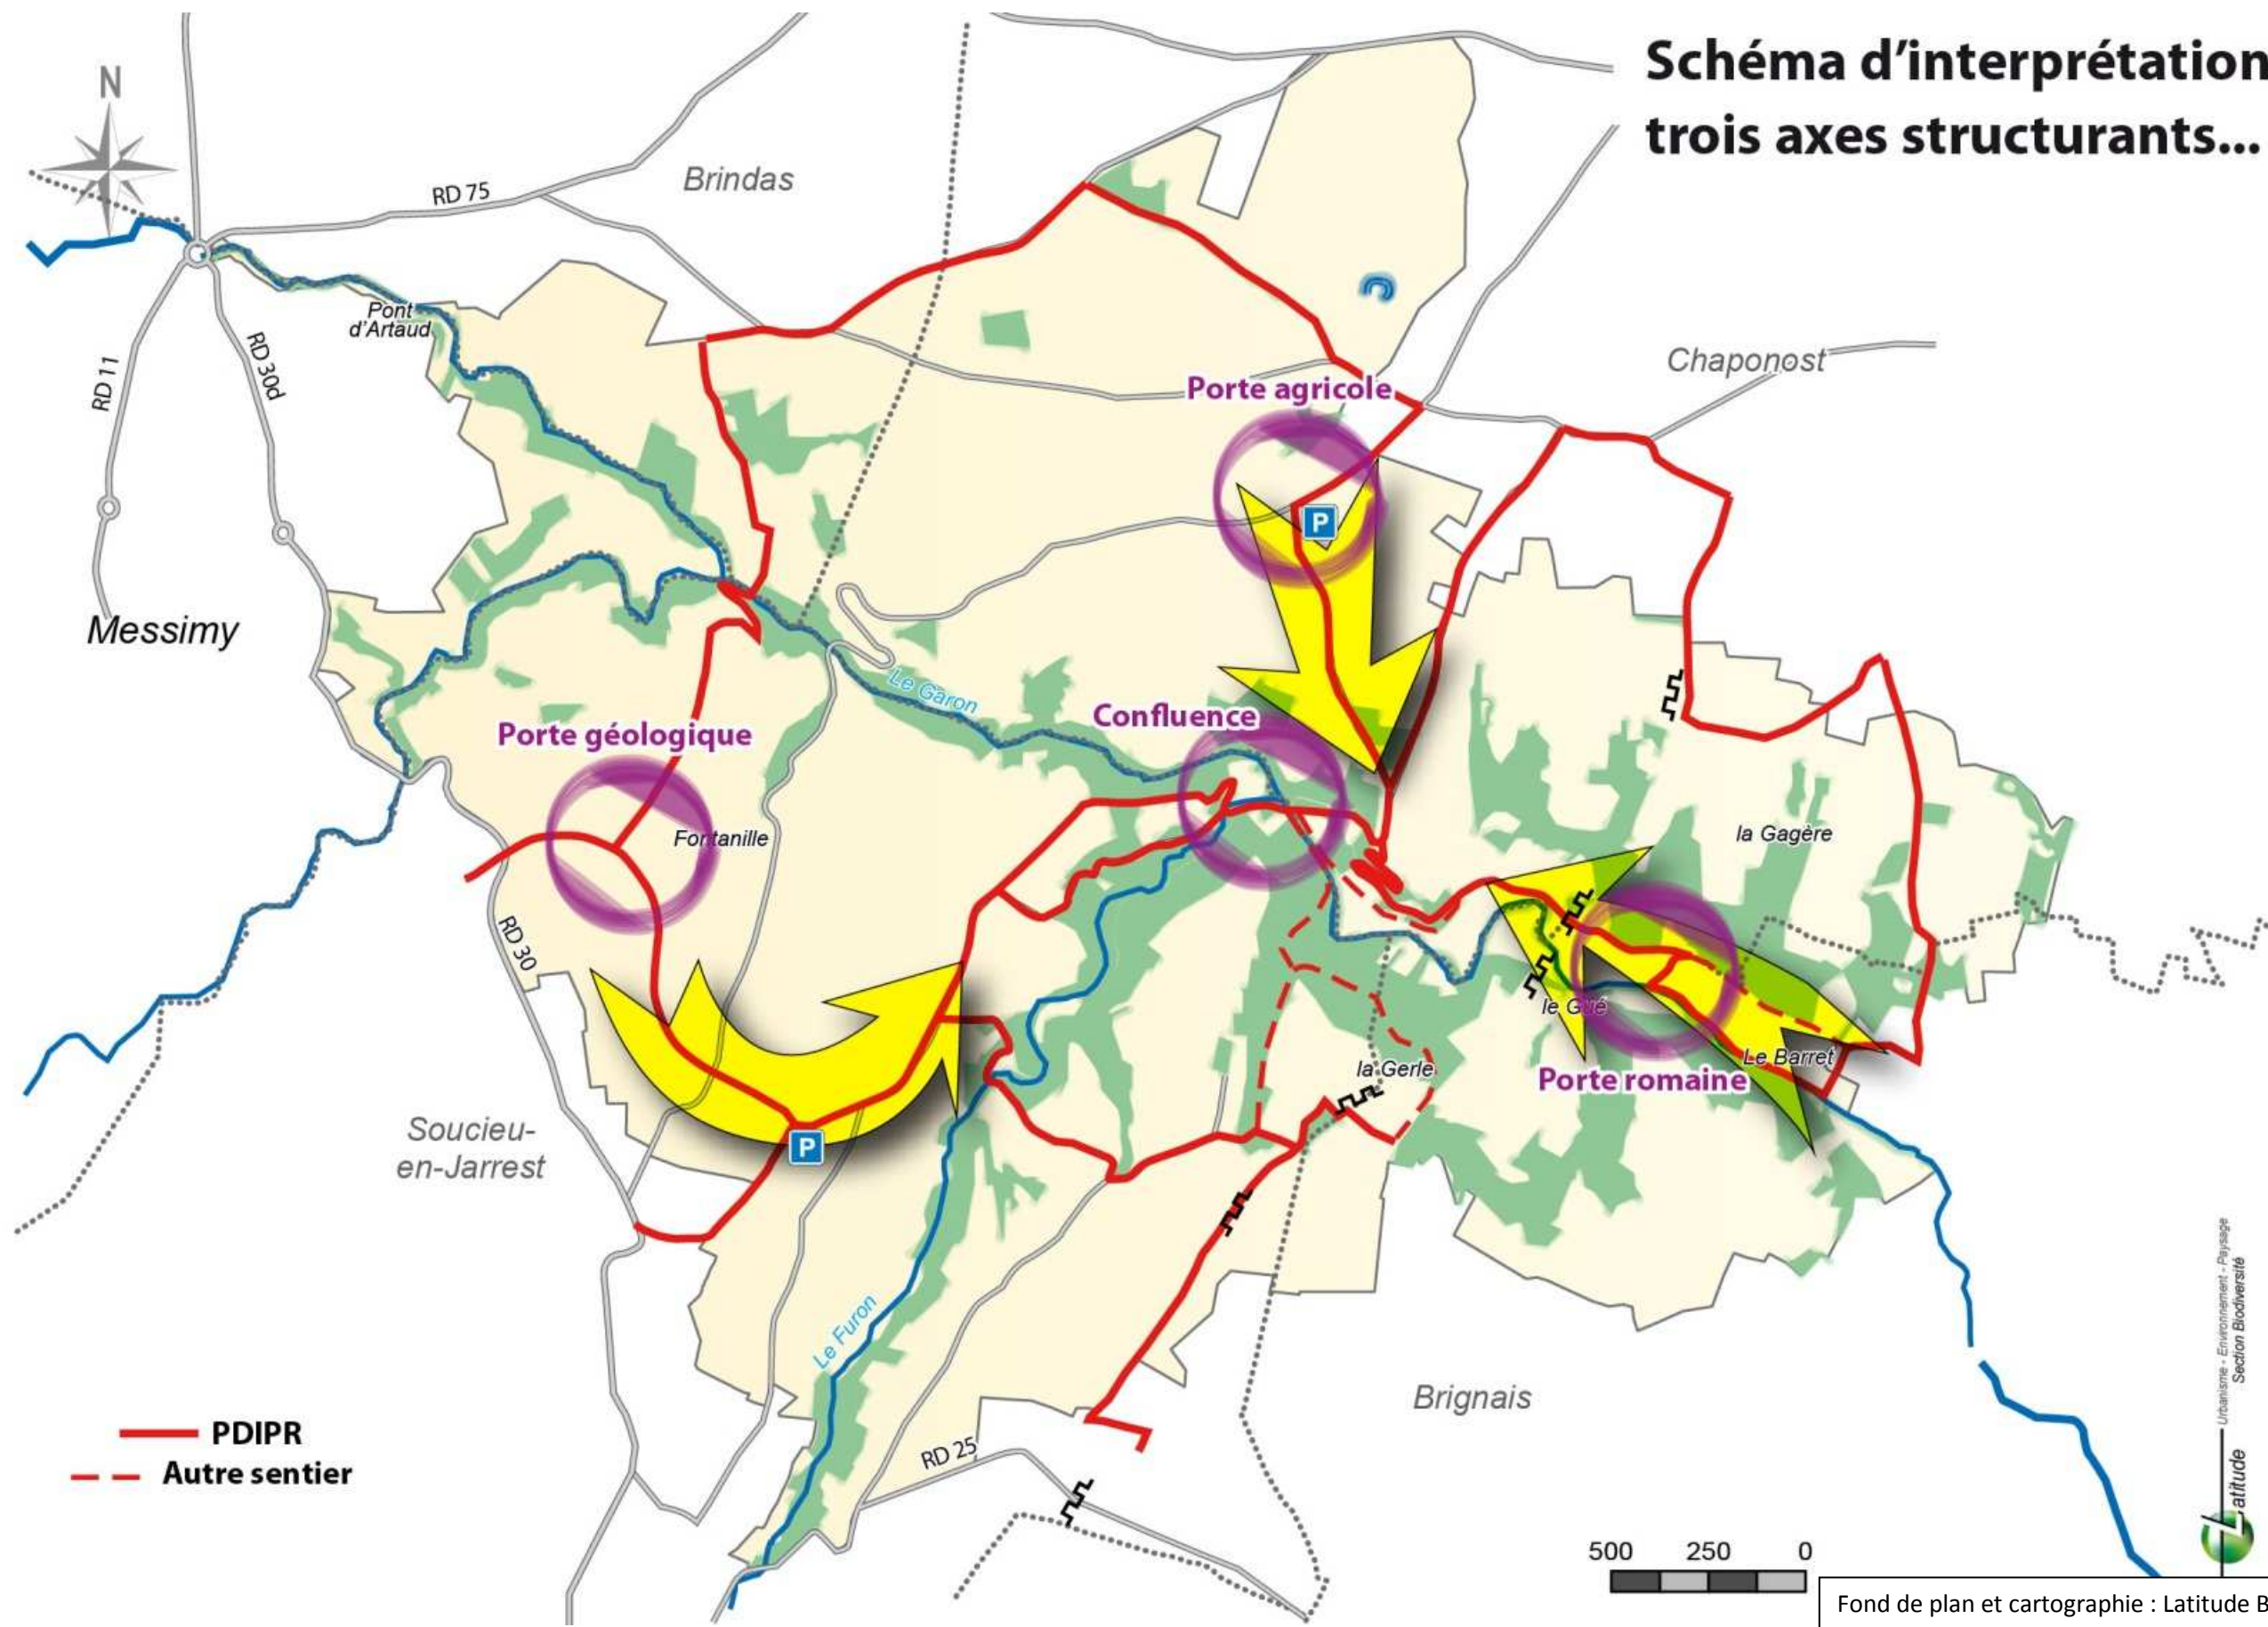 Schéma d'interprétation
trois axes structurants...
N
RD 75
Brindas
Pont
d'Artaud
RD 11
RD 30d
Chaponost
Porte agricole
P
Messimy
Le Garon
Confluence
Porte géologique
Fontanille
la Gagère
RD 30
le Gué
Le Barret
la Gerle
Porte romaine
Soucieu-
en-Jarrest
P
Le Furon
Brignais
PDIPR
Autre sentier
RD 25
500 250 0
Latitude
Urbanisme - Environnement - Paysage
Section Biodiversité
Fond de plan et cartographie : Latitude B